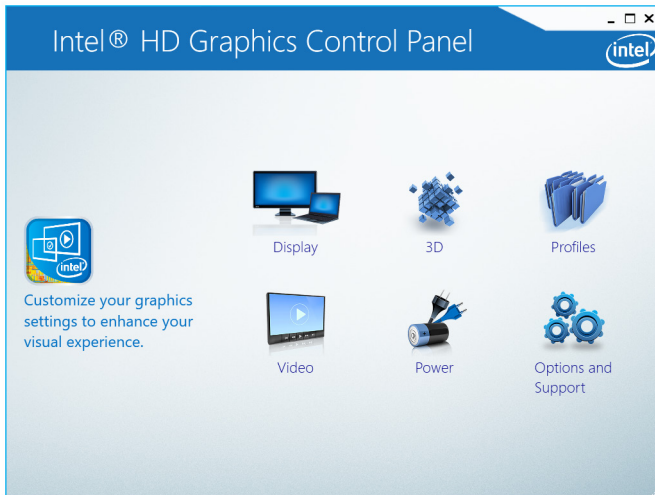 Intel® HD Graphics Control Panel
intel
Display
3D
Profiles
intel
Customize your graphics
settings to enhance your
visual experience.
Video
Power
Options and
Support